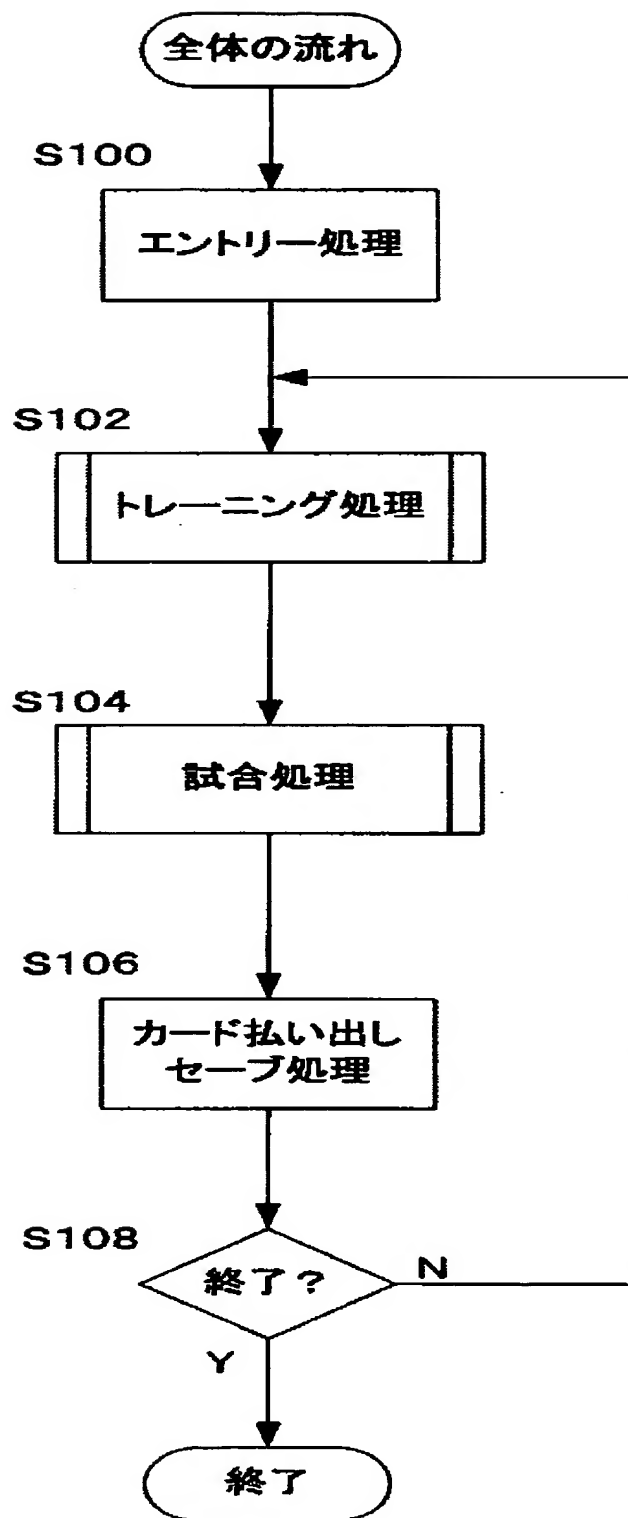 全体の流れ
S100
エントリー処理
S102
トレーニング処理
S104
試合処理
S106
カード払い出し
セーブ処理
S108
終了？
N
Y
終了